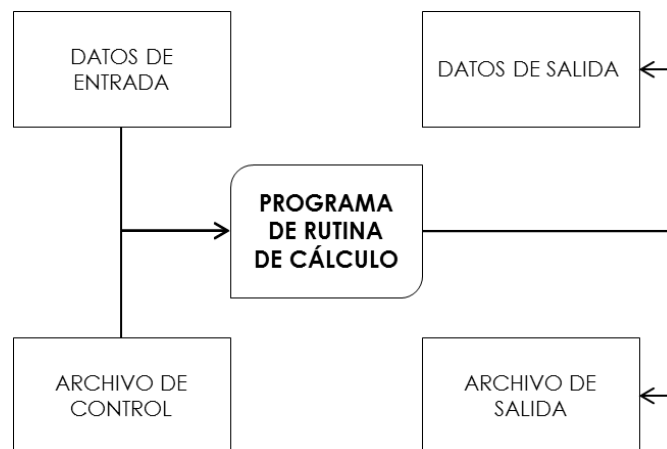 DATOS DE
ENTRADA
DATOS DE SALIDA
PROGRAMA
DE RUTINA
DE CÁLCULO
ARCHIVO DE
CONTROL
ARCHIVO DE
SALIDA